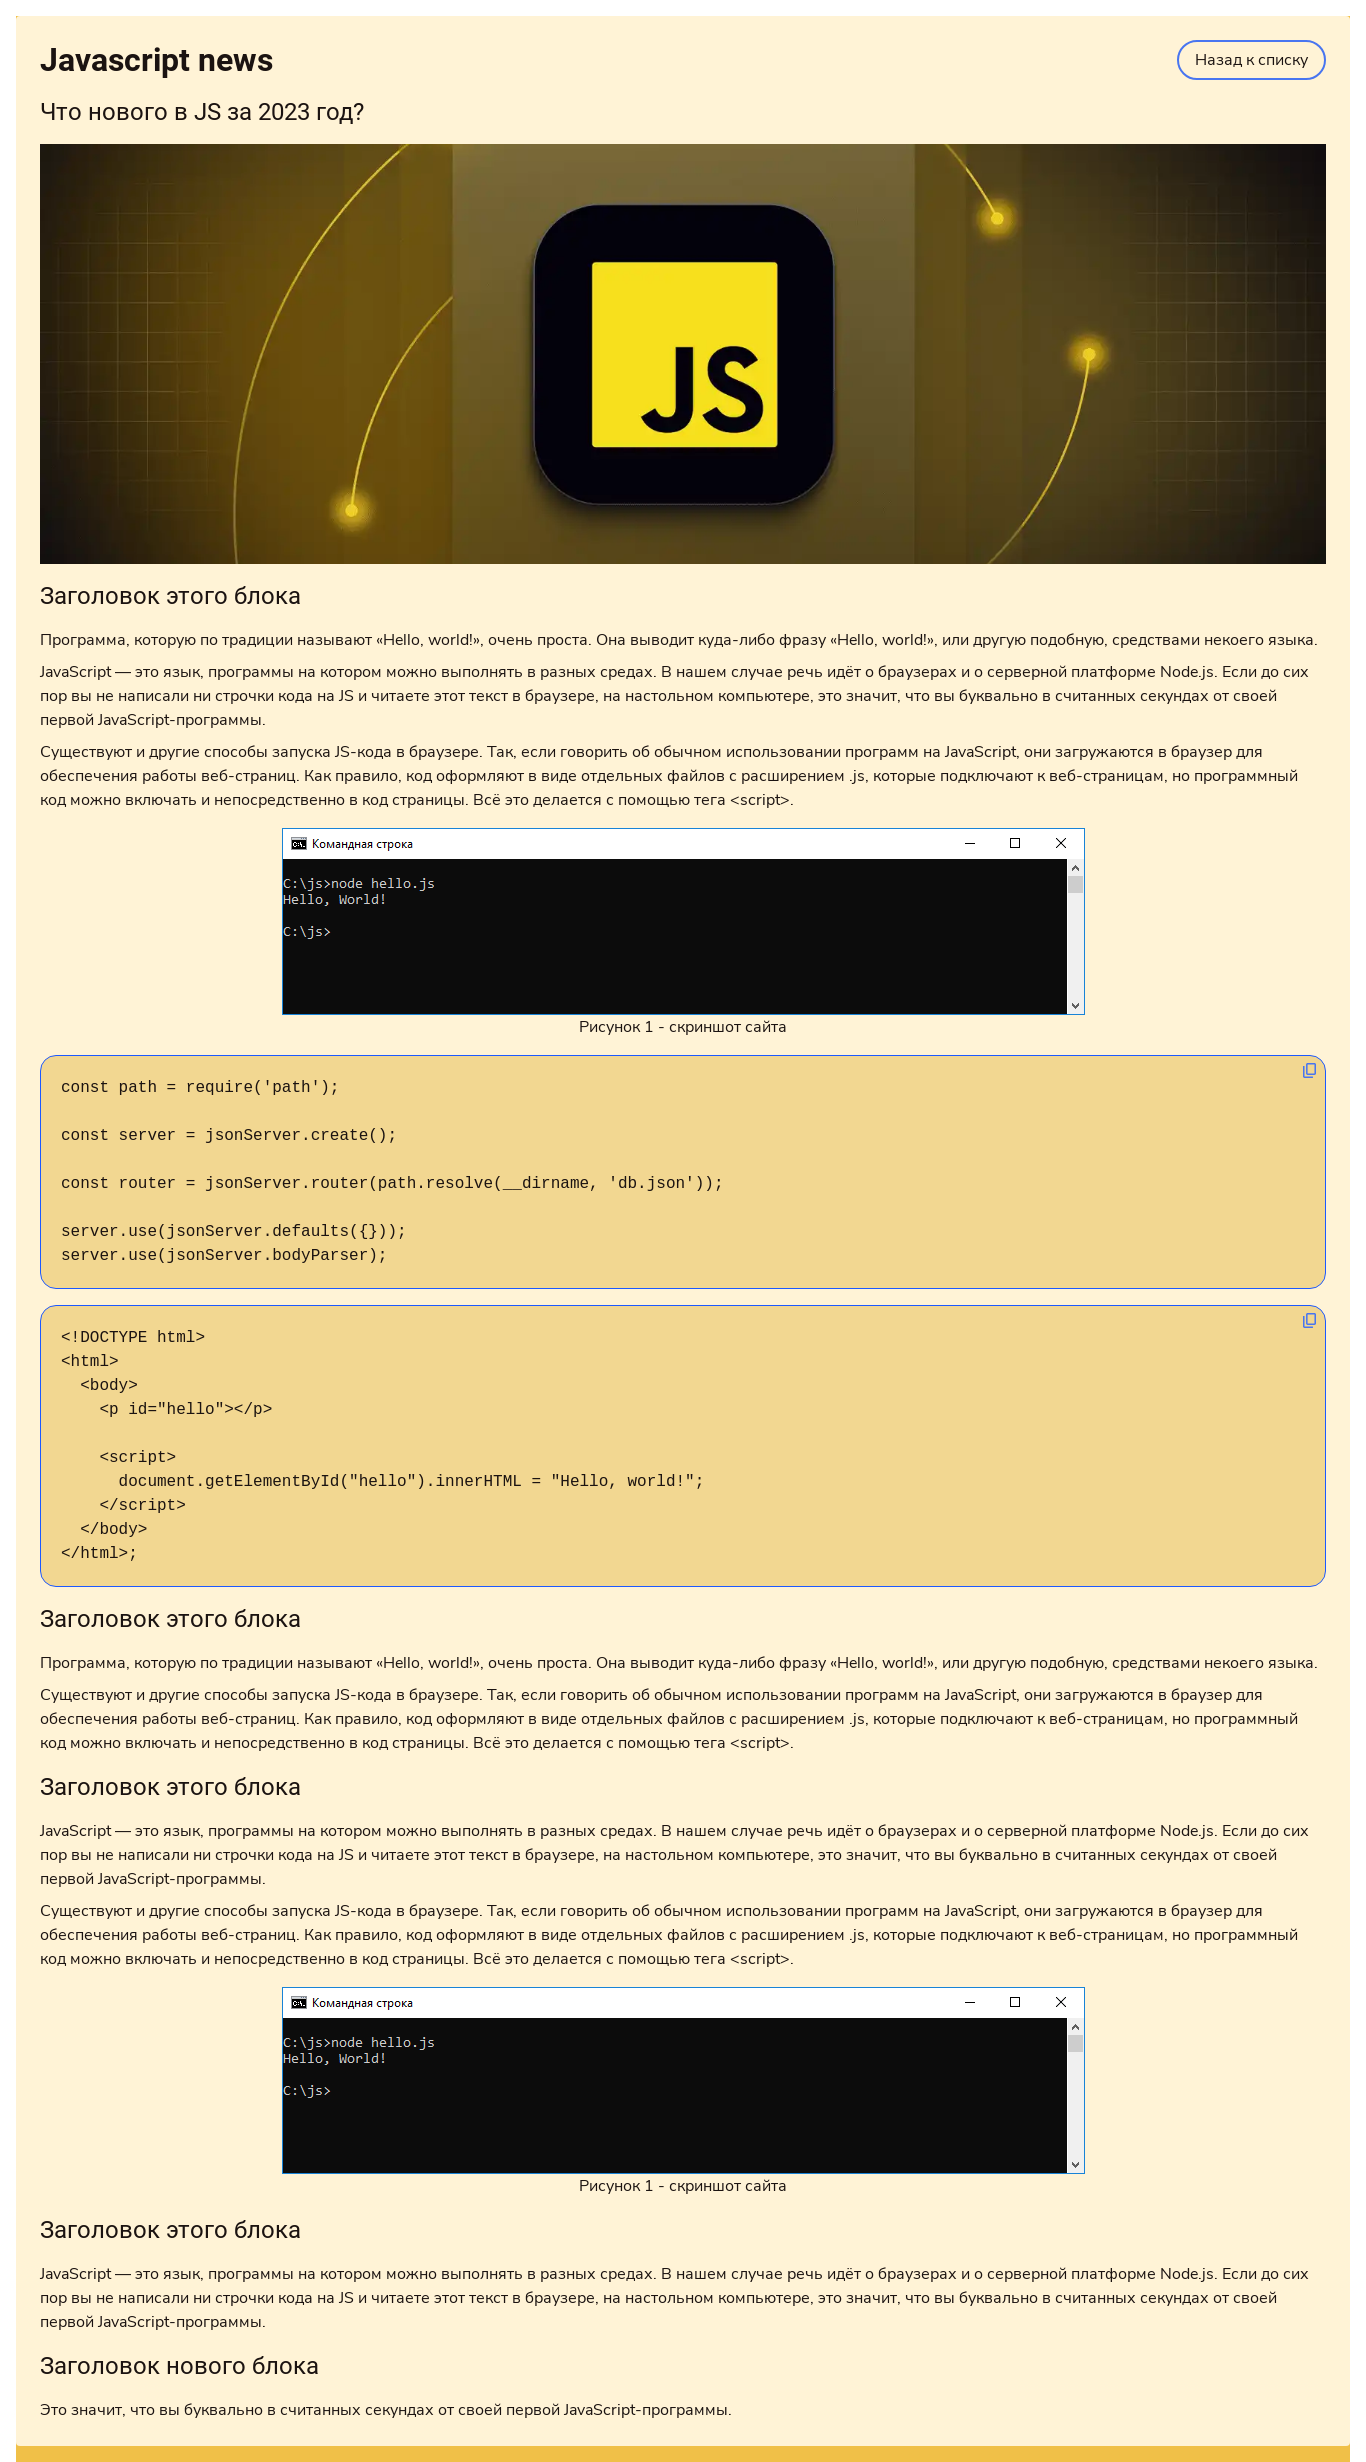 Javascript news
Назад к списку
Что нового в JS за 2023 год?
JS
Заголовок этого блока
Программа, которую по традиции называют «Hello, world!», очень проста. Она выводит куда-либо фразу «Hello, world!», или другую подобную, средствами некоего языка.
JavaScript — это язык, программы на котором можно выполнять в разных средах. В нашем случае речь идёт о браузерах и о серверной платформе Node.js. Если до сих
пор вы не написали ни строчки кода на JS и читаете этот текст в браузере, на настольном компьютере, это значит, что вы буквально в считанных секундах от своей
первой JavaScript-программы.
Существуют и другие способы запуска JS-кода в браузере. Так, если говорить об обычном использовании программ на JavaScript, они загружаются в браузер для
обеспечения работы веб-страниц. Как правило, код оформляют в виде отдельных файлов с расширением .js, которые подключают к веб-страницам, но программный
код можно включать и непосредственно в код страницы. Всё это делается с помощью тега <script>.
Командная строка
C:\js>node hello.js
Hello, World!
C:\js>
Рисунок 1 - скриншот сайта
const path = require('path');
const server = jsonServer.create();
const router = jsonServer.router(path.resolve(__dirname, 'db.json'));
server.use(jsonServer.defaults({}));
server.use(jsonServer.bodyParser);
<!DOCTYPE html>
<html>
  <body>
    <p id="hello"></p>
    <script>
      document.getElementById("hello").innerHTML = "Hello, world!";
    </script>
  </body>
</html>;
Заголовок этого блока
Программа, которую по традиции называют «Hello, world!», очень проста. Она выводит куда-либо фразу «Hello, world!», или другую подобную, средствами некоего языка.
Существуют и другие способы запуска JS-кода в браузере. Так, если говорить об обычном использовании программ на JavaScript, они загружаются в браузер для
обеспечения работы веб-страниц. Как правило, код оформляют в виде отдельных файлов с расширением .js, которые подключают к веб-страницам, но программный
код можно включать и непосредственно в код страницы. Всё это делается с помощью тега <script>.
Заголовок этого блока
JavaScript — это язык, программы на котором можно выполнять в разных средах. В нашем случае речь идёт о браузерах и о серверной платформе Node.js. Если до сих
пор вы не написали ни строчки кода на JS и читаете этот текст в браузере, на настольном компьютере, это значит, что вы буквально в считанных секундах от своей
первой JavaScript-программы.
Существуют и другие способы запуска JS-кода в браузере. Так, если говорить об обычном использовании программ на JavaScript, они загружаются в браузер для
обеспечения работы веб-страниц. Как правило, код оформляют в виде отдельных файлов с расширением .js, которые подключают к веб-страницам, но программный
код можно включать и непосредственно в код страницы. Всё это делается с помощью тега <script>.
Командная строка
C:\js>node hello.js
Hello, World!
C:\js>
Рисунок 1 - скриншот сайта
Заголовок этого блока
JavaScript — это язык, программы на котором можно выполнять в разных средах. В нашем случае речь идёт о браузерах и о серверной платформе Node.js. Если до сих
пор вы не написали ни строчки кода на JS и читаете этот текст в браузере, на настольном компьютере, это значит, что вы буквально в считанных секундах от своей
первой JavaScript-программы.
Заголовок нового блока
Это значит, что вы буквально в считанных секундах от своей первой JavaScript-программы.